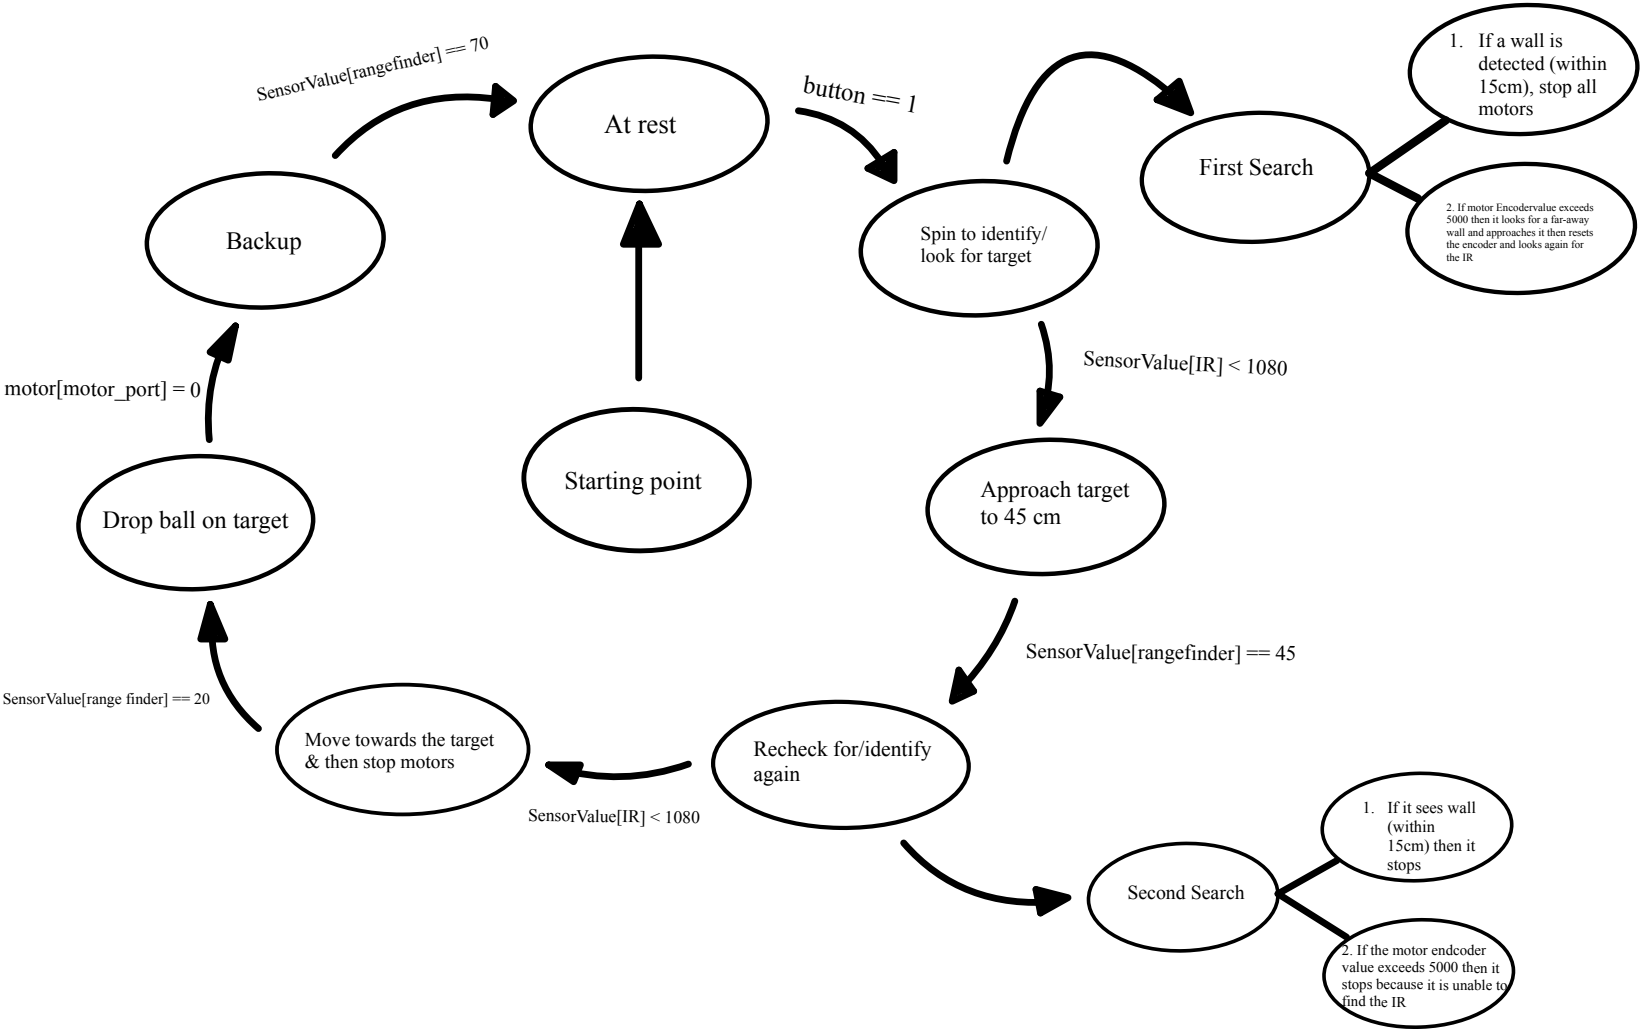 SensorValue[rangefinder] == 70
At rest
button == 1
First Search
1. If a wall is
detected (within
15cm), stop all
motors
2. If motor Encodervalue exceeds
5000 then it looks for a far-away
wall and approaches it then resets
the encoder and looks again for
the IR
Backup
Spin to identify/
look for target
motor[motor_port] = 0
SensorValue[IR] < 1080
Starting point
Approach target
to 45 cm
Drop ball on target
SensorValue[rangefinder] == 45
SensorValue[range finder] == 20
Move towards the target
& then stop motors
Recheck for/identify
again
SensorValue[IR] < 1080
Second Search
1. If it sees wall
(within
15cm) then it
stops
2. If the motor endcoder
value exceeds 5000 then it
stops because it is unable to
find the IR